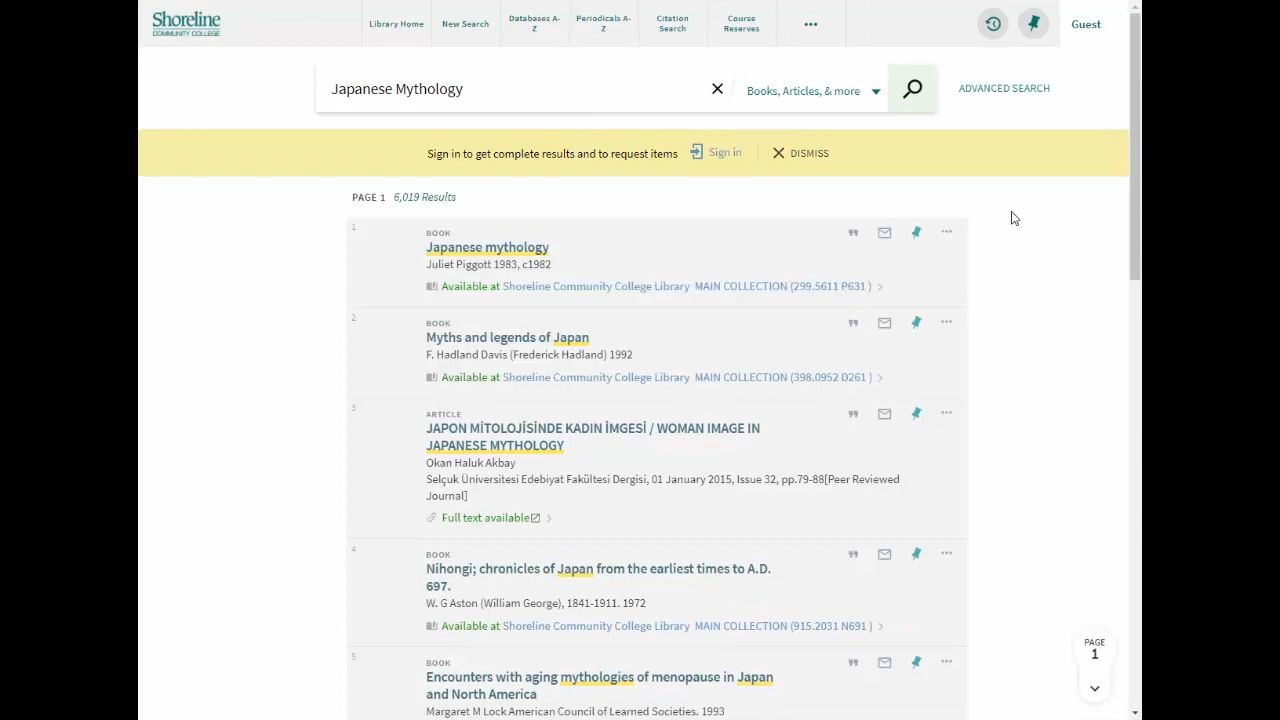 Shoreline
COMMUNITY COLLEGE
Library Home
New Search
Databases A-
Z
Periodicals A-
Z
Citation
Search
Course
Reserves
Guest
Japanese Mythology
Books, Articles, & more
ADVANCED SEARCH
Sign in to get complete results and to request items Sign in DISMISS
PAGE 1 6,019 Results
1
BOOK
Japanese mythology
Juliet Piggott 1983, c1982
Available at Shoreline Community College Library MAIN COLLECTION (299.5611 P631 )
2
BOOK
Myths and legends of Japan
F. Hadland Davis (Frederick Hadland) 1992
Available at Shoreline Community College Library MAIN COLLECTION (398.0952 D261 )
3
ARTICLE
JAPON MİTOLOJİSİNDE KADIN İMGESİ / WOMAN IMAGE IN
JAPANESE MYTHOLOGY
Okan Haluk Akbay
Selçuk Üniversitesi Edebiyat Fakültesi Dergisi, 01 January 2015, Issue 32, pp.79-88[Peer Reviewed
Journal]
Full text available
4
BOOK
Nihongi; chronicles of Japan from the earliest times to A.D.
697.
W. G Aston (William George), 1841-1911. 1972
Available at Shoreline Community College Library MAIN COLLECTION (915.2031 N691 )
5
BOOK
Encounters with aging mythologies of menopause in Japan
and North America
Margaret M Lock American Council of Learned Societies. 1993
PAGE
1